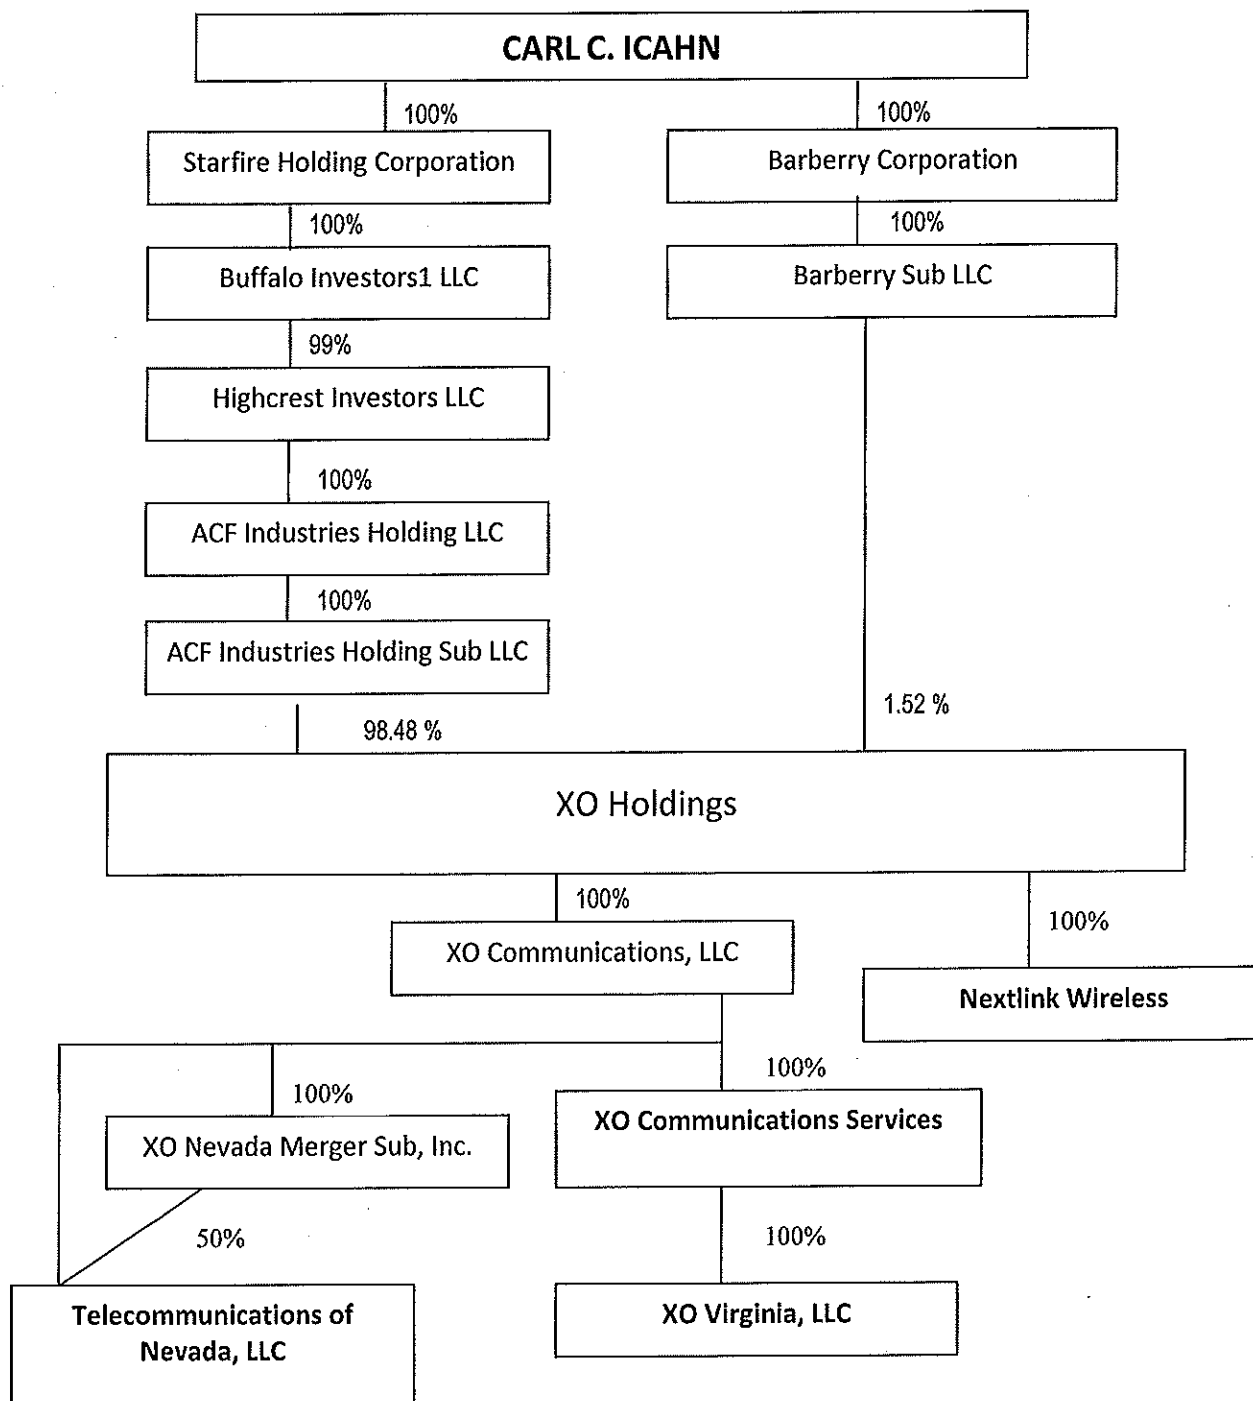 CARL C. ICAHN
100%
100%
Starfire Holding Corporation
Barberry Corporation
100%
100%
Buffalo Investors1 LLC
Barberry Sub LLC
99%
Highcrest Investors LLC
100%
ACF Industries Holding LLC
100%
ACF Industries Holding Sub LLC
98.48 %
1.52 %
XO Holdings
100%
100%
XO Communications, LLC
Nextlink Wireless
100%
100%
XO Nevada Merger Sub, Inc.
XO Communications Services
50%
100%
Telecommunications of
Nevada, LLC
XO Virginia, LLC